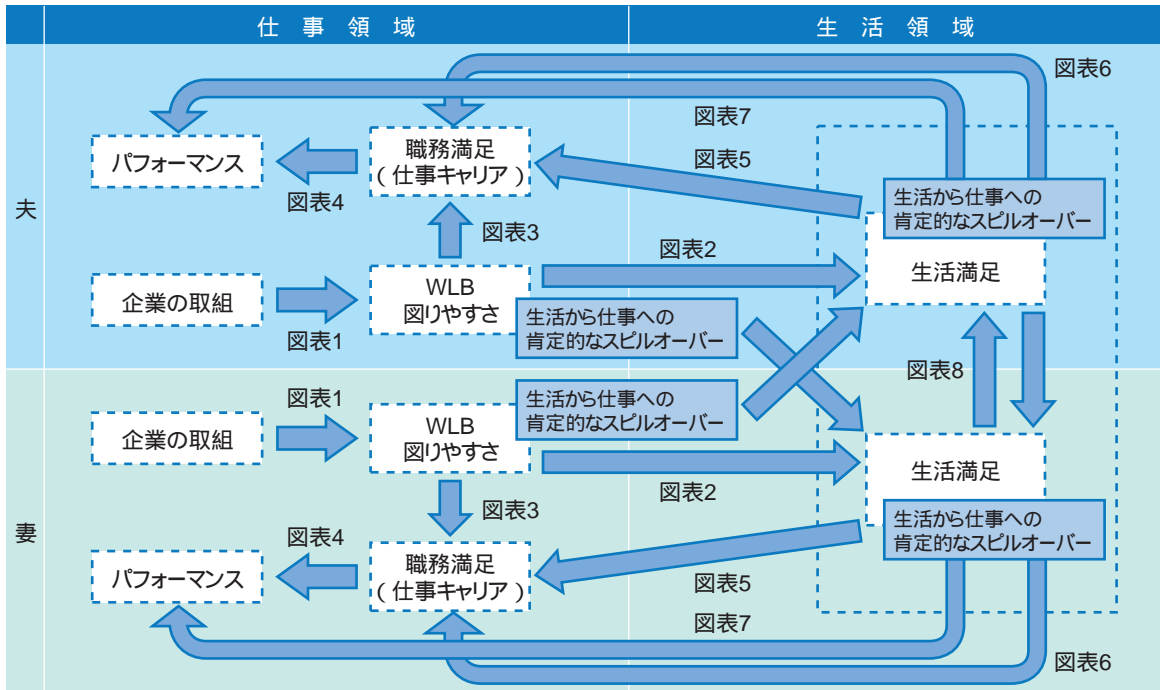 仕事領域
生活領域
夫
図表6
図表7
パフォーマンス
図表4
職務満足
(仕事キャリア)
図表5
生活から仕事への
肯定的なスピルオーバー
図表3
図表2
生活満足
企業の取組
図表1
WLB
図りやすさ
生活から仕事への
肯定的なスピルオーバー
図表8
妻
企業の取組
図表1
WLB
図りやすさ
生活から仕事への
肯定的なスピルオーバー
図表2
生活満足
図表3
生活から仕事への
肯定的なスピルオーバー
パフォーマンス
図表4
職務満足
(仕事キャリア)
図表5
図表7
図表6